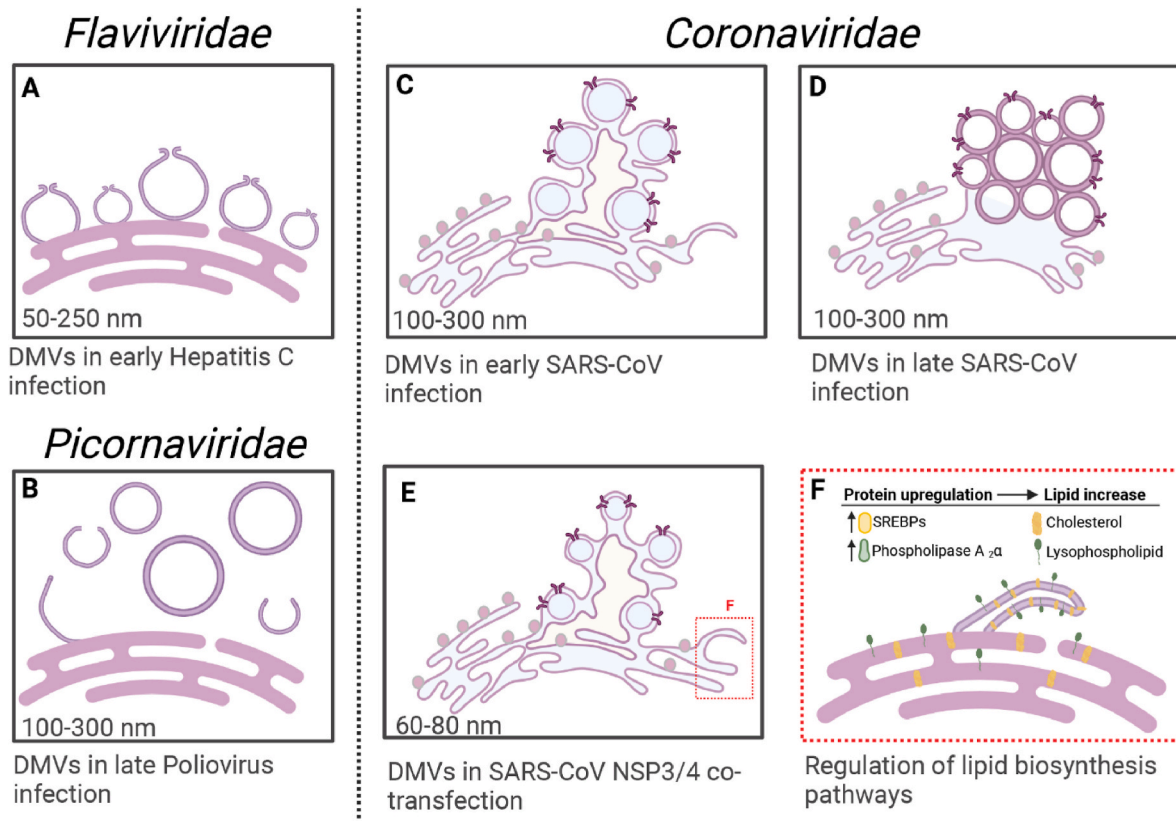 Flaviviridae
A
50-250 nm
DMVs in early Hepatitis C
infection
Picornaviridae
B
100-300 nm
DMVs in late Poliovirus
infection
Coronaviridae
C
100-300 nm
DMVs in early SARS-CoV
infection
D
100-300 nm
DMVs in late SARS-CoV
infection
E
F
60-80 nm
DMVs in SARS-CoV NSP3/4 co-
transfection
F
Protein upregulation → Lipid increase
↑ SREBPs Cholesterol
↑ Phospholipase A ₂α Lysophospholipid
Regulation of lipid biosynthesis
pathways